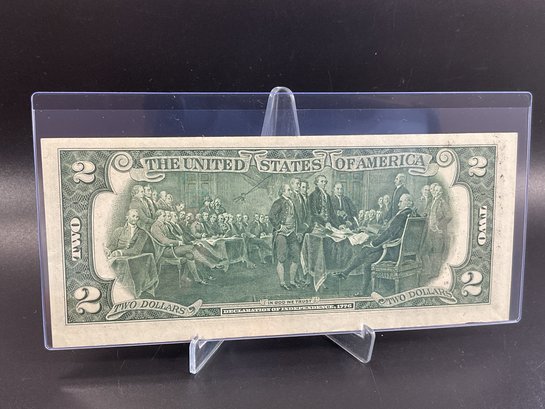 2 THE UNITED STATES OF AMERICA 2
TWO TWO
2 TWO DOLLARS TWO DOLLARS 2
IN GOD WE TRUST
DECLARATION OF INDEPENDENCE, 1776